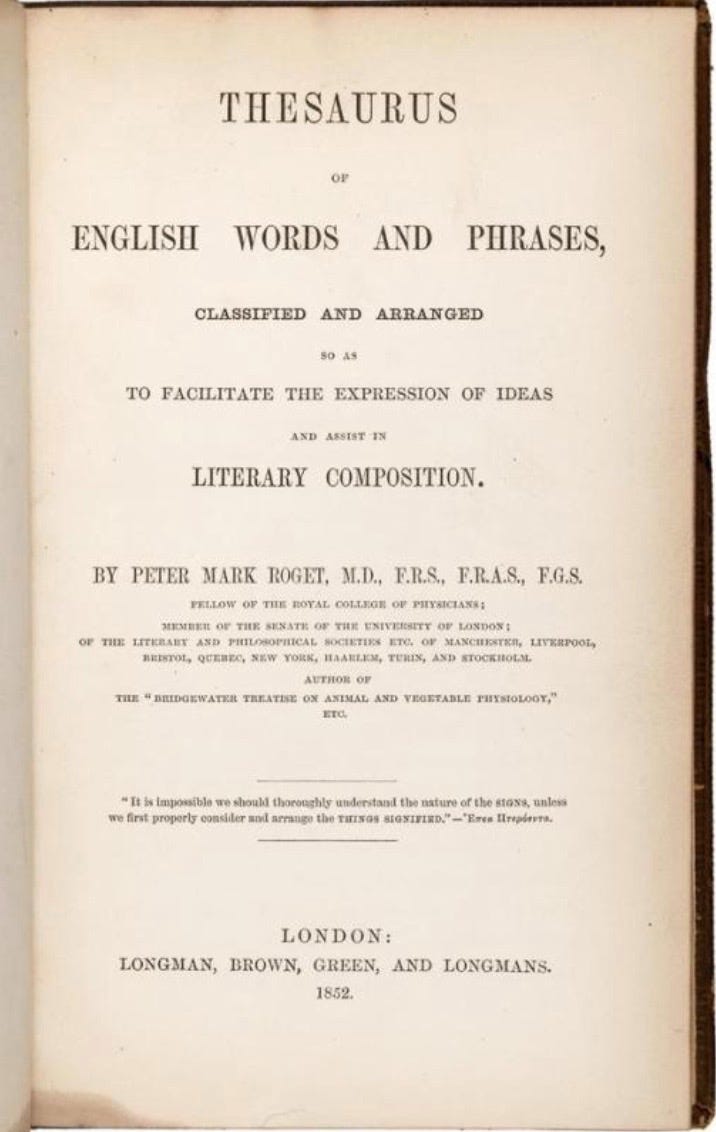 THESAURUS
OF
ENGLISH WORDS AND PHRASES,
CLASSIFIED AND ARRANGED
SO AS
TO FACILITATE THE EXPRESSION OF IDEAS
AND ASSIST IN
LITERARY COMPOSITION.
BY PETER MARK ROGET, M.D., F.R.S., F.R.A.S., F.G.S.
FELLOW OF THE ROYAL COLLEGE OF PHYSICIANS;
MEMBER OF THE SENATE OF THE UNIVERSITY OF LONDON;
OF THE LITERARY AND PHILOSOPHICAL SOCIETIES ETC. OF MANCHESTER, LIVERPOOL,
BRISTOL, QUEBEC, NEW YORK, HAARLEM, TURIN, AND STOCKHOLM.
AUTHOR OF
THE “BRIDGEWATER TREATISE ON ANIMAL AND VEGETABLE PHYSIOLOGY,”
ETC.
“It is impossible we should thoroughly understand the nature of the SIGNS, unless
we first properly consider and arrange the THINGS SIGNIFIED.”—Ἔπεα Πτερόεντα.
LONDON:
LONGMAN, BROWN, GREEN, AND LONGMANS.
1852.